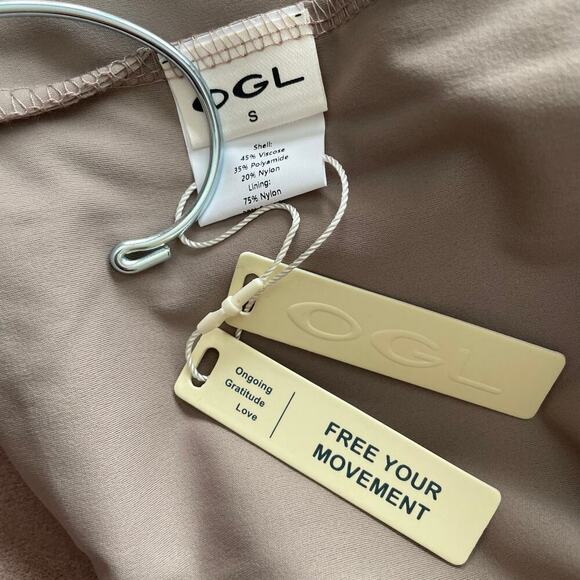 OGL
S
Shell:
45% Viscose
35% Polyamide
20% Nylon
Lining:
75% Nylon
OGL
Ongoing
Gratitude
Love
FREE YOUR
MOVEMENT